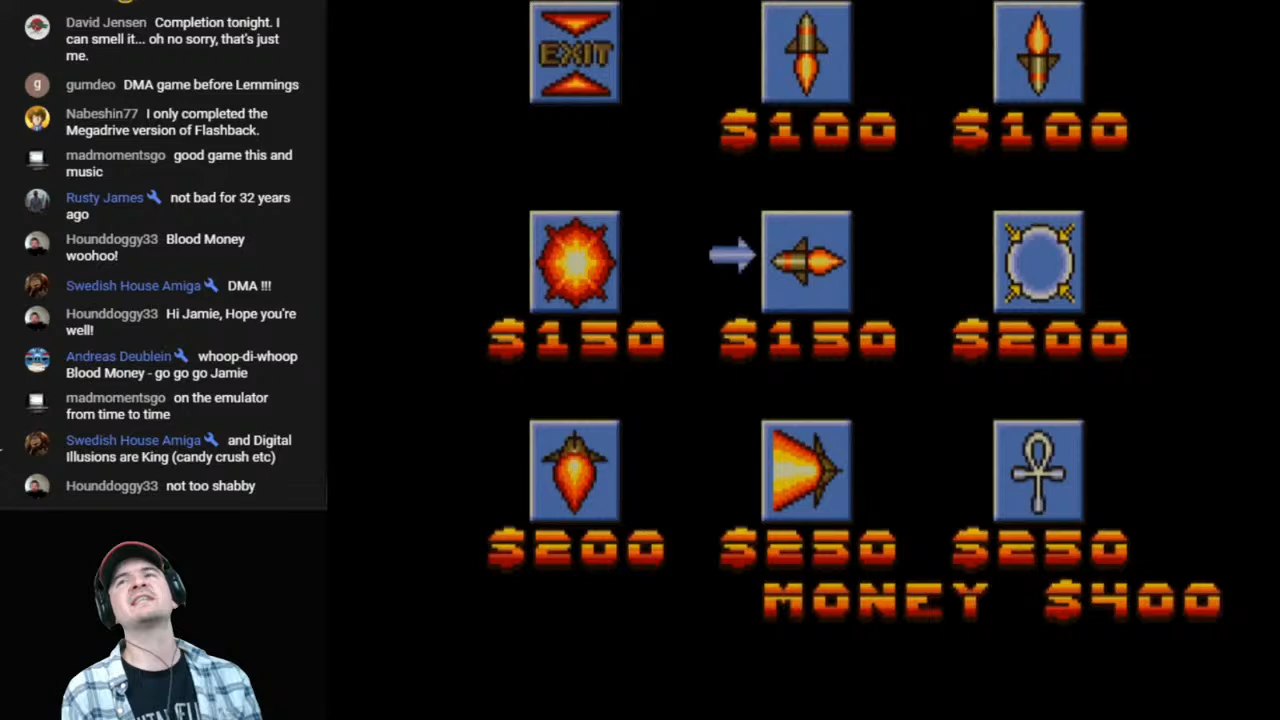 David Jensen Completion tonight. I
can smell it... oh no sorry, that's just
me.
gumdeo DMA game before Lemmings
g
Nabeshin77 I only completed the
Megadrive version of Flashback.
madmomentsgo good game this and
music
Rusty James not bad for 32 years
ago
Hounddoggy33 Blood Money
woohoo!
Swedish House Amiga DMA !!!
Hounddoggy33 Hi Jamie, Hope you're
well!
Andreas Deublein whoop-di-whoop
Blood Money - go go go Jamie
madmomentsgo on the emulator
from time to time
Swedish House Amiga and Digital
Illusions are King (candy crush etc)
Hounddoggy33 not too shabby
EXIT
$100 $100
$150 $150 $200
$200 $250 $250
MONEY $400